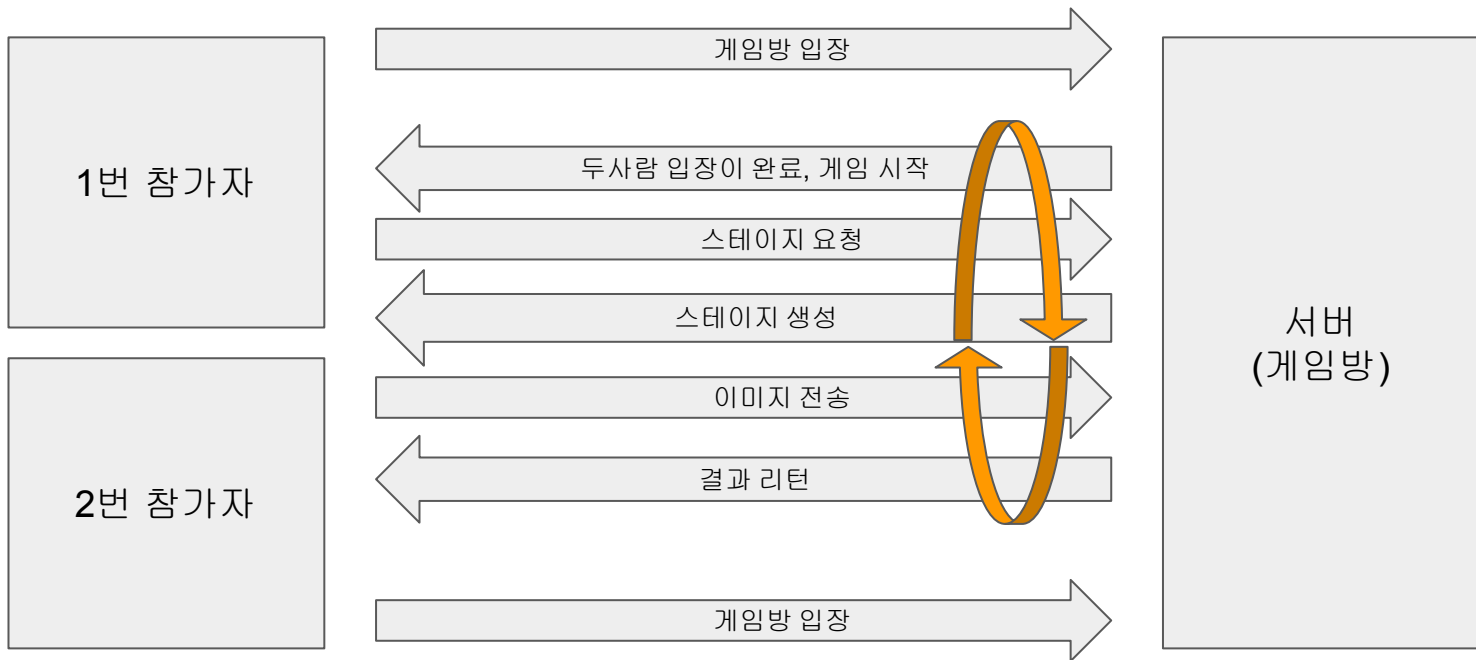 게임방 입장
1번 참가자
두사람 입장이 완료, 게임 시작
스테이지 요청
스테이지 생성
서버
(게임방)
이미지 전송
2번 참가자
결과 리턴
게임방 입장